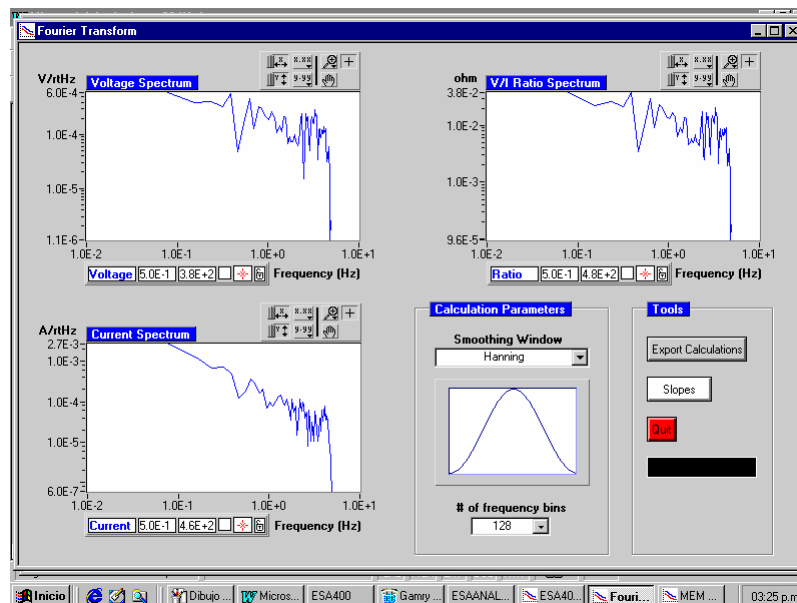 Fourier Transform
V/rtHz
Voltage Spectrum
6.0E-4
1.0E-4
1.0E-5
1.1E-6
1.0E-2 1.0E-1 1.0E+0 1.0E+1
Voltage 5.0E-1 3.8E+2 Frequency (Hz)
ohm
V/I Ratio Spectrum
3.8E-2
1.0E-2
1.0E-3
9.6E-5
1.0E-2 1.0E-1 1.0E+0 1.0E+1
Ratio 5.0E-1 4.8E+2 Frequency (Hz)
A/rtHz
Current Spectrum
2.7E-3
1.0E-3
1.0E-4
1.0E-5
6.0E-7
1.0E-2 1.0E-1 1.0E+0 1.0E+1
Current 5.0E-1 4.6E+2 Frequency (Hz)
Calculation Parameters
Smoothing Window
Hanning
# of frequency bins
128
Tools
Export Calculations
Slopes
Quit
Inicio Dibujo ... Micros... ESA400 Gamry ... ESAANAL... ESA40... Fouri... MEM ... 03:25 p.m.